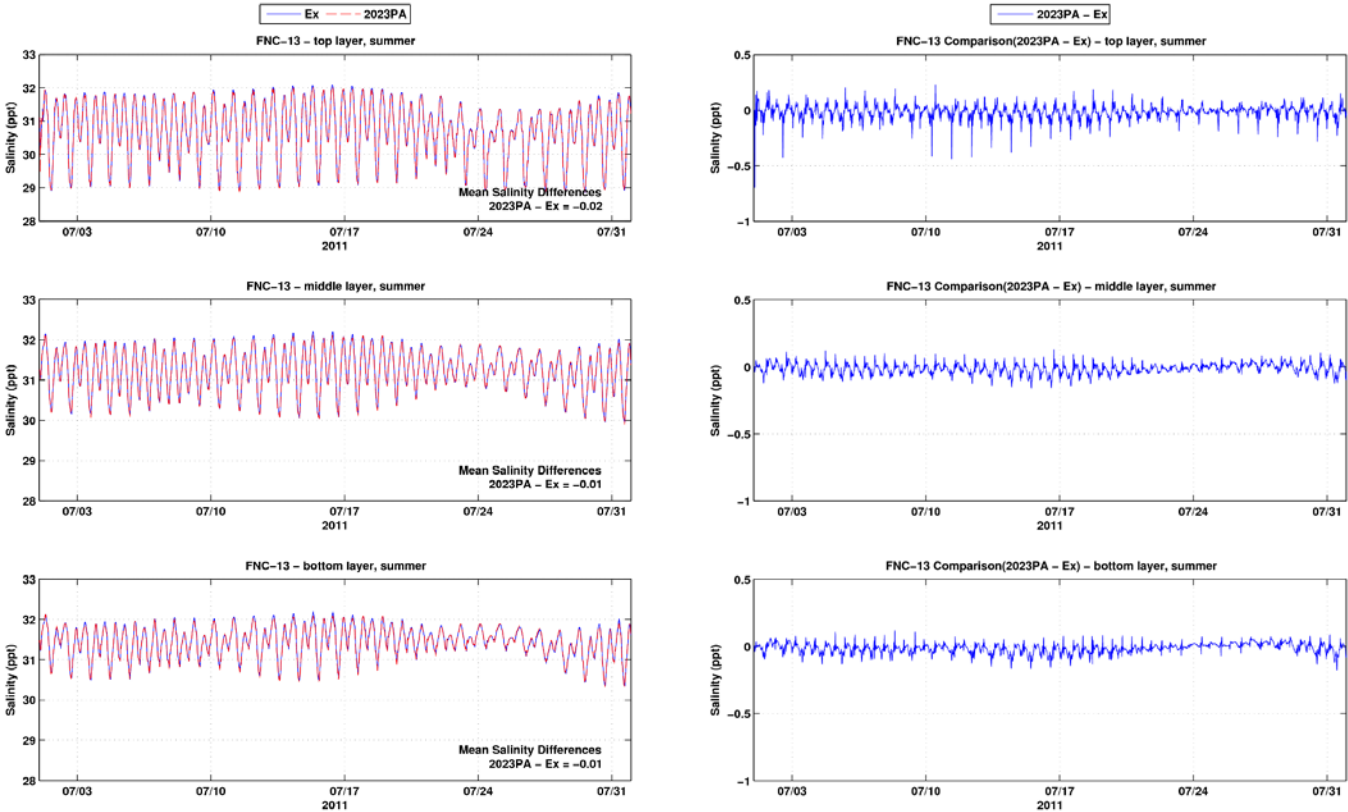 Ex 2023PA
FNC-13 - top layer, summer
33
32
31
30
29
28
Salinity (ppt)
Mean Salinity Differences
2023PA - Ex = -0.02
07/03 07/10 07/17 07/24 07/31
2011
2023PA - Ex
FNC-13 Comparison(2023PA - Ex) - top layer, summer
0.5
0
-0.5
-1
Salinity (ppt)
07/03 07/10 07/17 07/24 07/31
2011
FNC-13 - middle layer, summer
33
32
31
30
29
28
Salinity (ppt)
Mean Salinity Differences
2023PA - Ex = -0.01
07/03 07/10 07/17 07/24 07/31
2011
FNC-13 Comparison(2023PA - Ex) - middle layer, summer
0.5
0
-0.5
-1
Salinity (ppt)
07/03 07/10 07/17 07/24 07/31
2011
FNC-13 - bottom layer, summer
33
32
31
30
29
28
Salinity (ppt)
Mean Salinity Differences
2023PA - Ex = -0.01
07/03 07/10 07/17 07/24 07/31
2011
FNC-13 Comparison(2023PA - Ex) - bottom layer, summer
0.5
0
-0.5
-1
Salinity (ppt)
07/03 07/10 07/17 07/24 07/31
2011